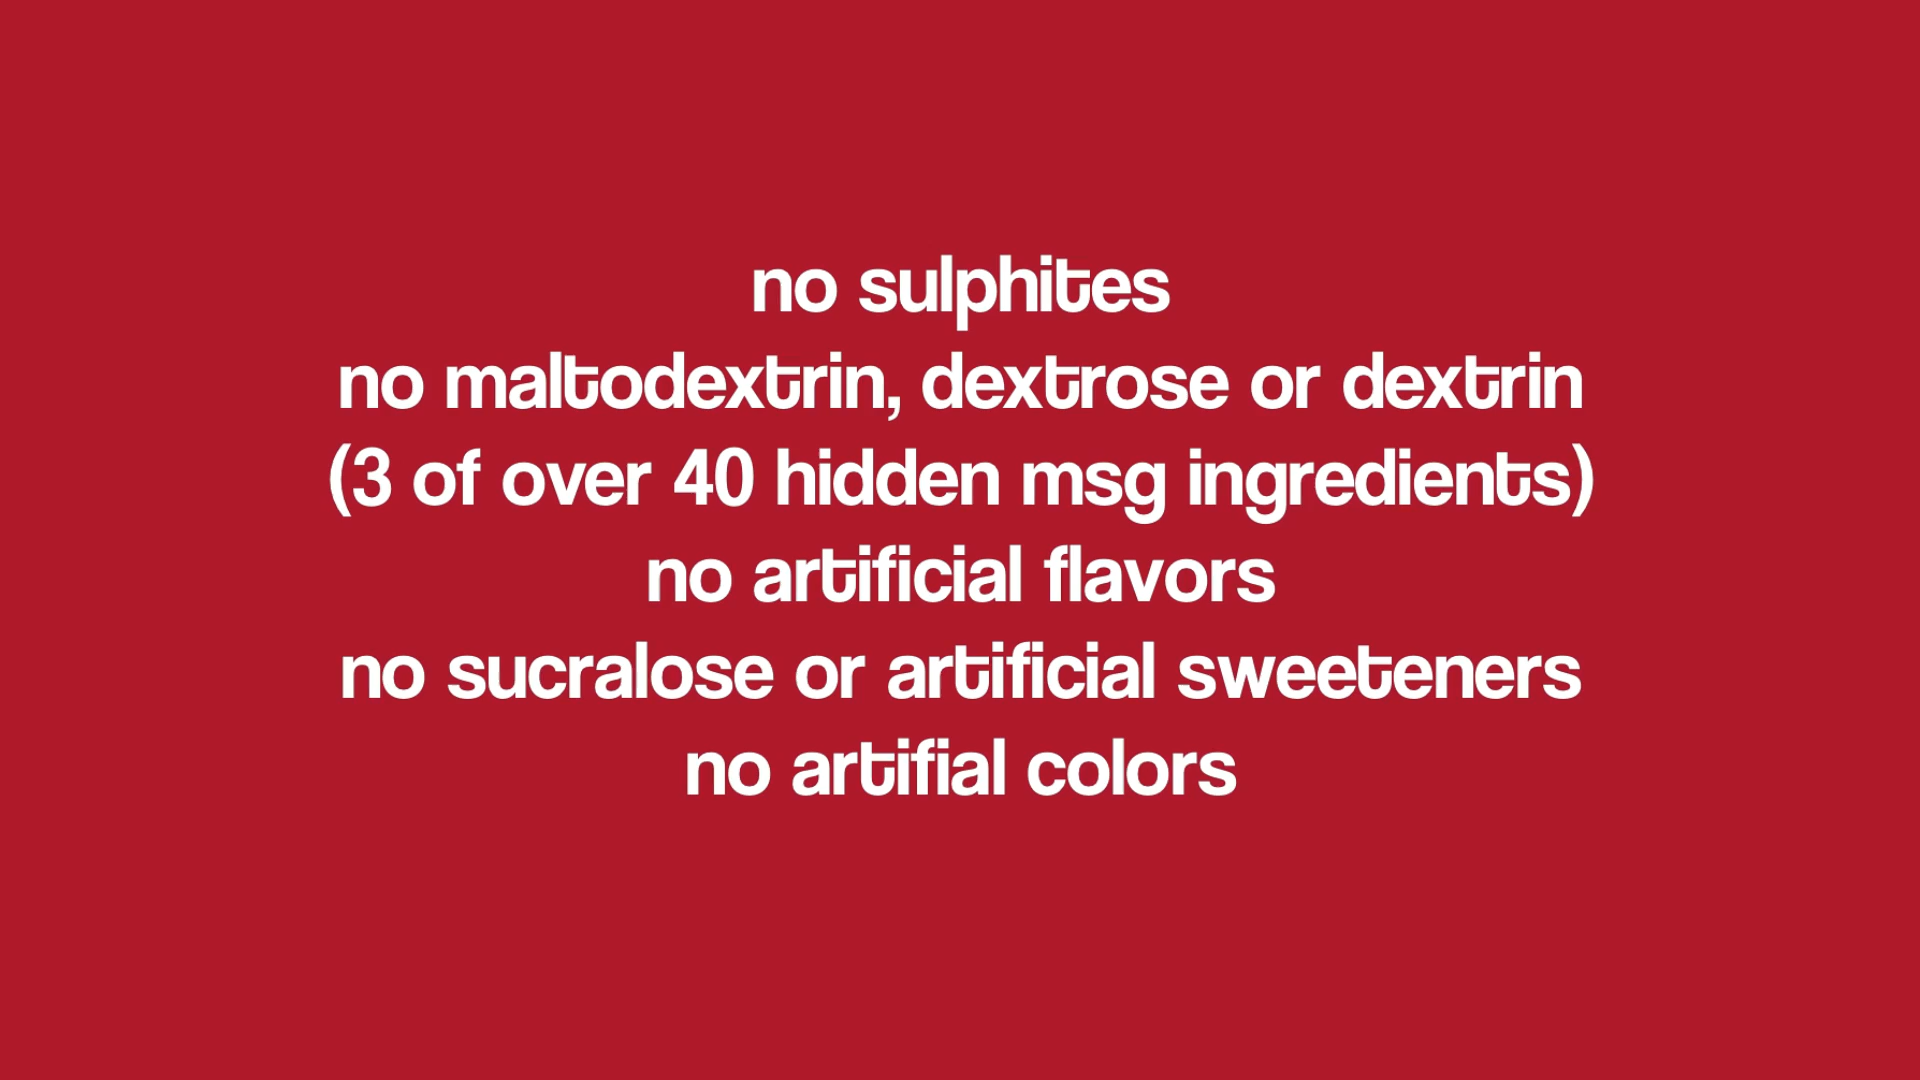 no sulphites
no maltodextrin, dextrose or dextrin
(3 of over 40 hidden msg ingredients)
no artificial flavors
no sucralose or artificial sweeteners
no artifial colors